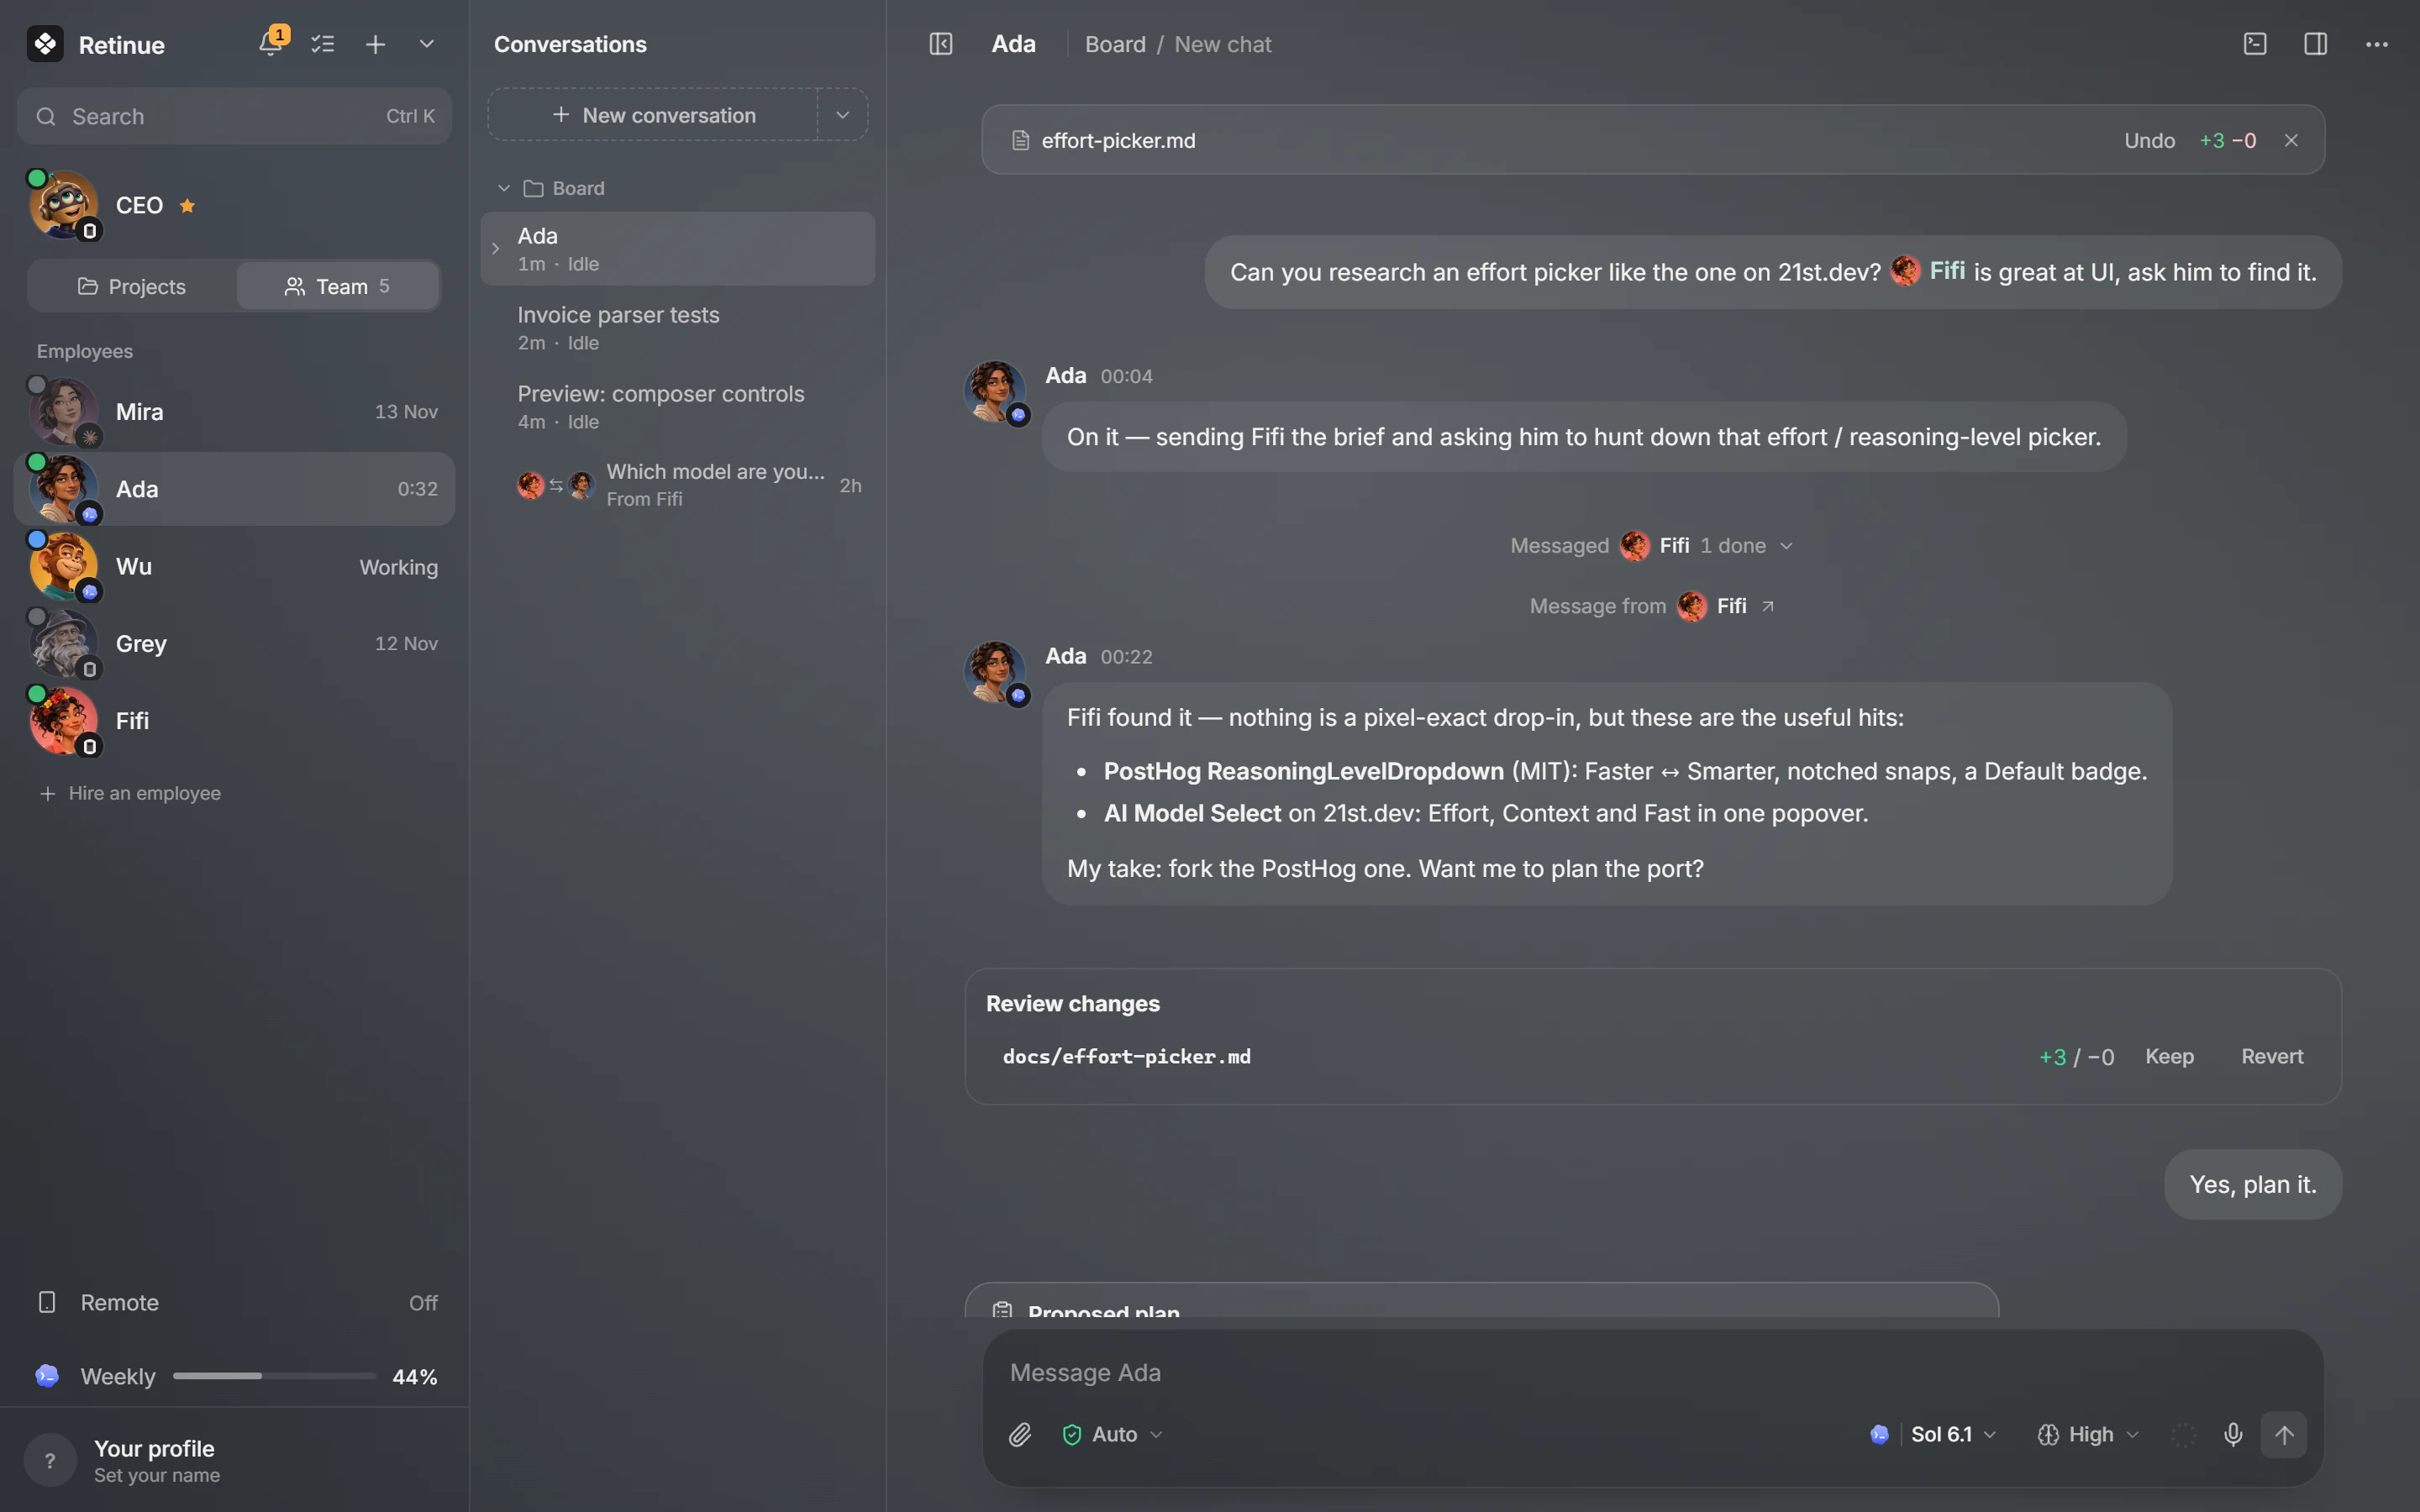 Retinue
1
Search
Ctrl K
CEO
Projects
Team 5
Employees
Mira
13 Nov
Ada
0:32
Wu
Working
Grey
12 Nov
Fifi
Hire an employee
Remote
Off
Weekly
44%
?
Your profile
Set your name
Conversations
New conversation
Board
Ada
1m · Idle
Invoice parser tests
2m · Idle
Preview: composer controls
4m · Idle
Which model are you...
From Fifi
2h
Ada
Board / New chat
effort-picker.md
Undo +3 −0
Can you research an effort picker like the one on 21st.dev? Fifi is great at UI, ask him to find it.
Ada 00:04
On it — sending Fifi the brief and asking him to hunt down that effort / reasoning-level picker.
Messaged Fifi 1 done
Message from Fifi
Ada 00:22
Fifi found it — nothing is a pixel-exact drop-in, but these are the useful hits:
• PostHog ReasoningLevelDropdown (MIT): Faster ↔ Smarter, notched snaps, a Default badge.
• AI Model Select on 21st.dev: Effort, Context and Fast in one popover.
My take: fork the PostHog one. Want me to plan the port?
Review changes
docs/effort-picker.md
+3 / −0 Keep Revert
Yes, plan it.
Proposed plan
Message Ada
Auto
Sol 6.1
High